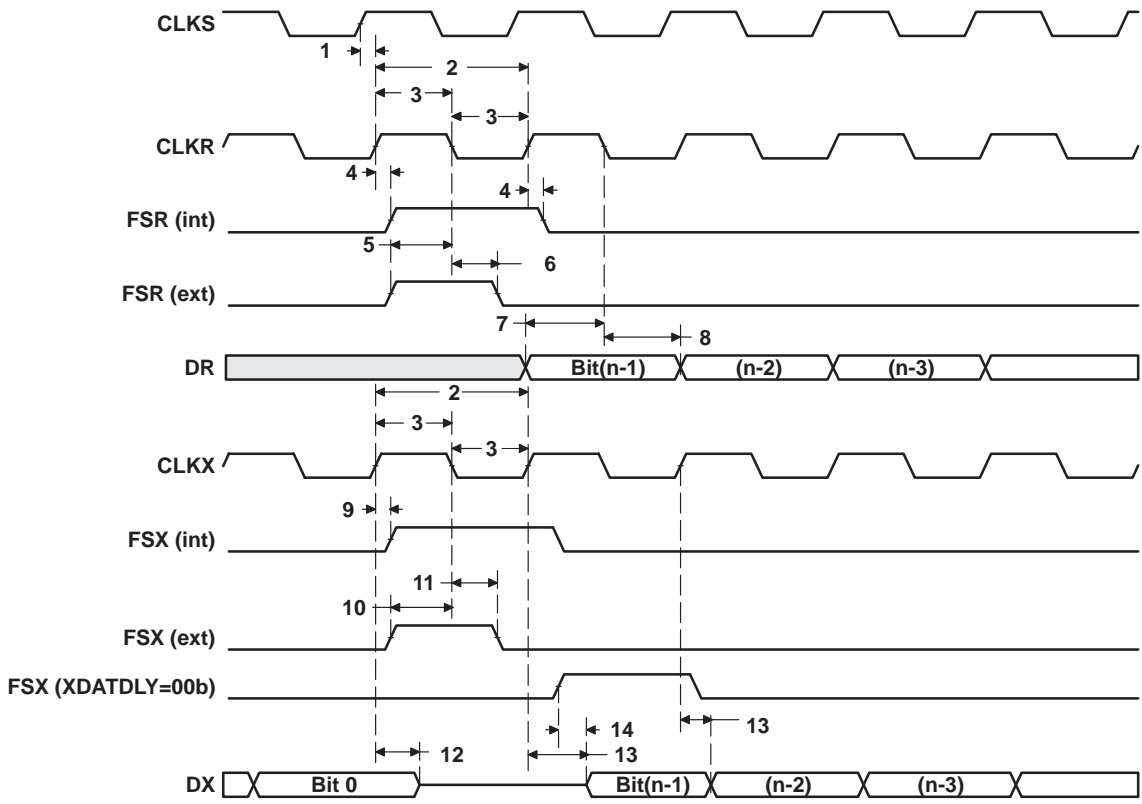 CLKS
1
2
3
3
CLKR
4
4
FSR (int)
5
6
FSR (ext)
7
8
DR Bit(n-1) (n-2) (n-3)
2
3
3
CLKX
9
FSX (int)
11
10
FSX (ext)
FSX (XDATDLY=00b)
14
13
12
13
DX Bit 0 Bit(n-1) (n-2) (n-3)